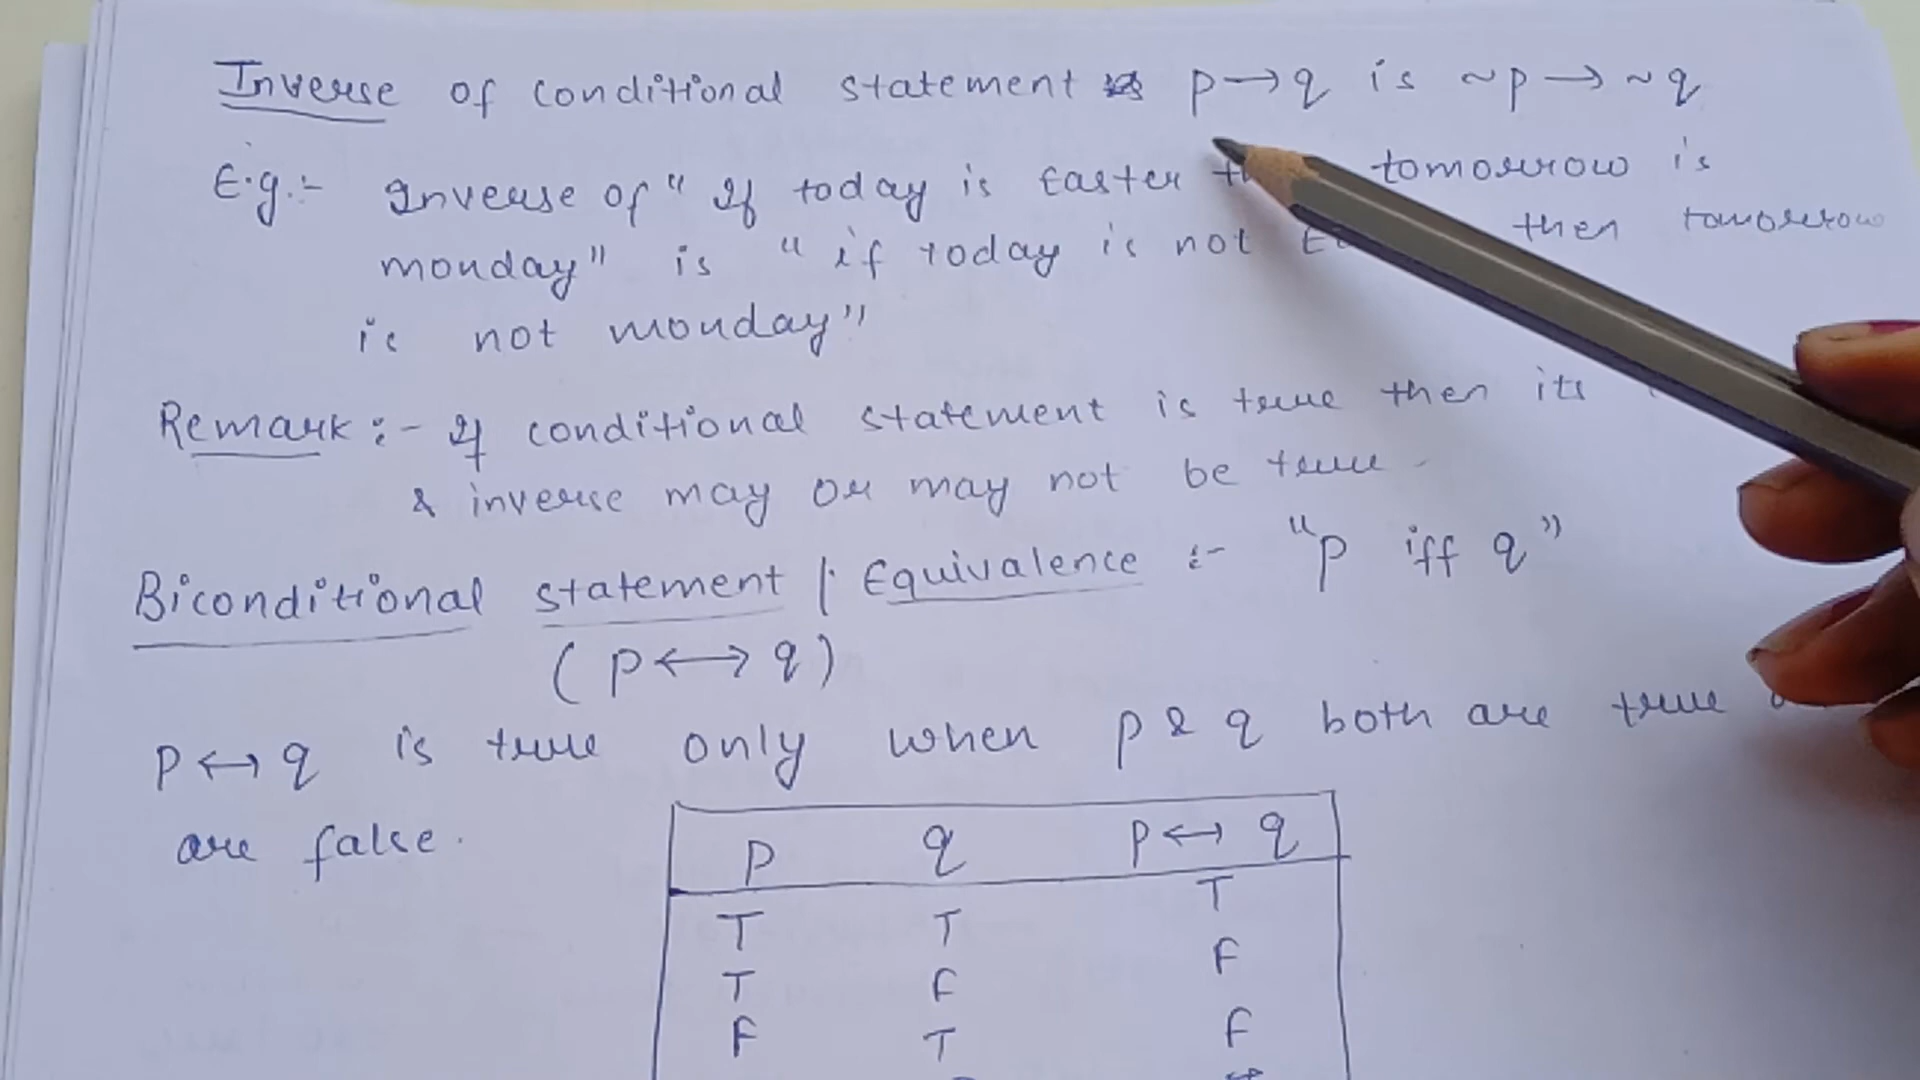 Inverse of conditional statement p→q is ~p→~q
E.g.:- Inverse of "If today is Easter tomorrow is
monday" is "if today is not then tomorrow
is not monday"
Remark:- If conditional statement is true then its
& inverse may or may not be true.
Biconditional statement | Equivalence :- "p iff q"
(P⟷q)
P↔q is true only when p & q both are true
are false.
P q P↔q
T T T
T F F
F T F